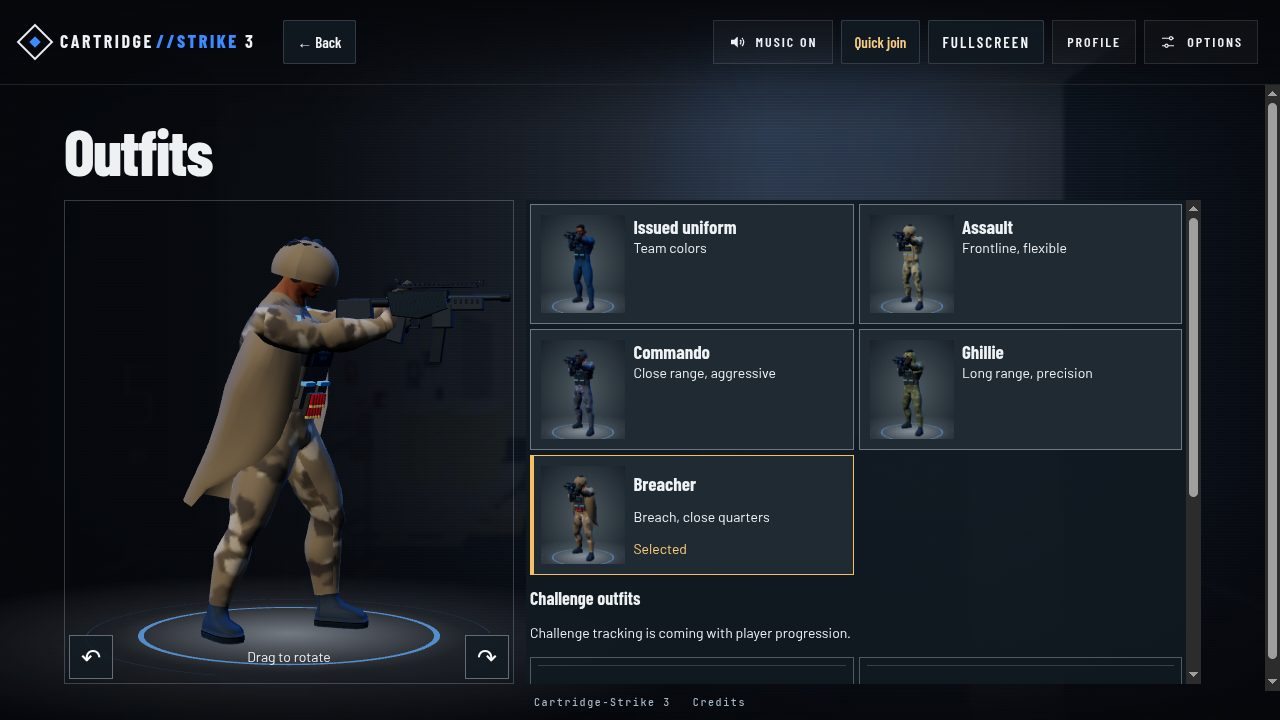 CARTRIDGE//STRIKE 3
← Back
MUSIC ON
Quick join
FULLSCREEN
PROFILE
OPTIONS
Outfits
Drag to rotate
Issued uniform
Team colors
Assault
Frontline, flexible
Commando
Close range, aggressive
Ghillie
Long range, precision
Breacher
Breach, close quarters
Selected
Challenge outfits
Challenge tracking is coming with player progression.
Cartridge-Strike 3 Credits